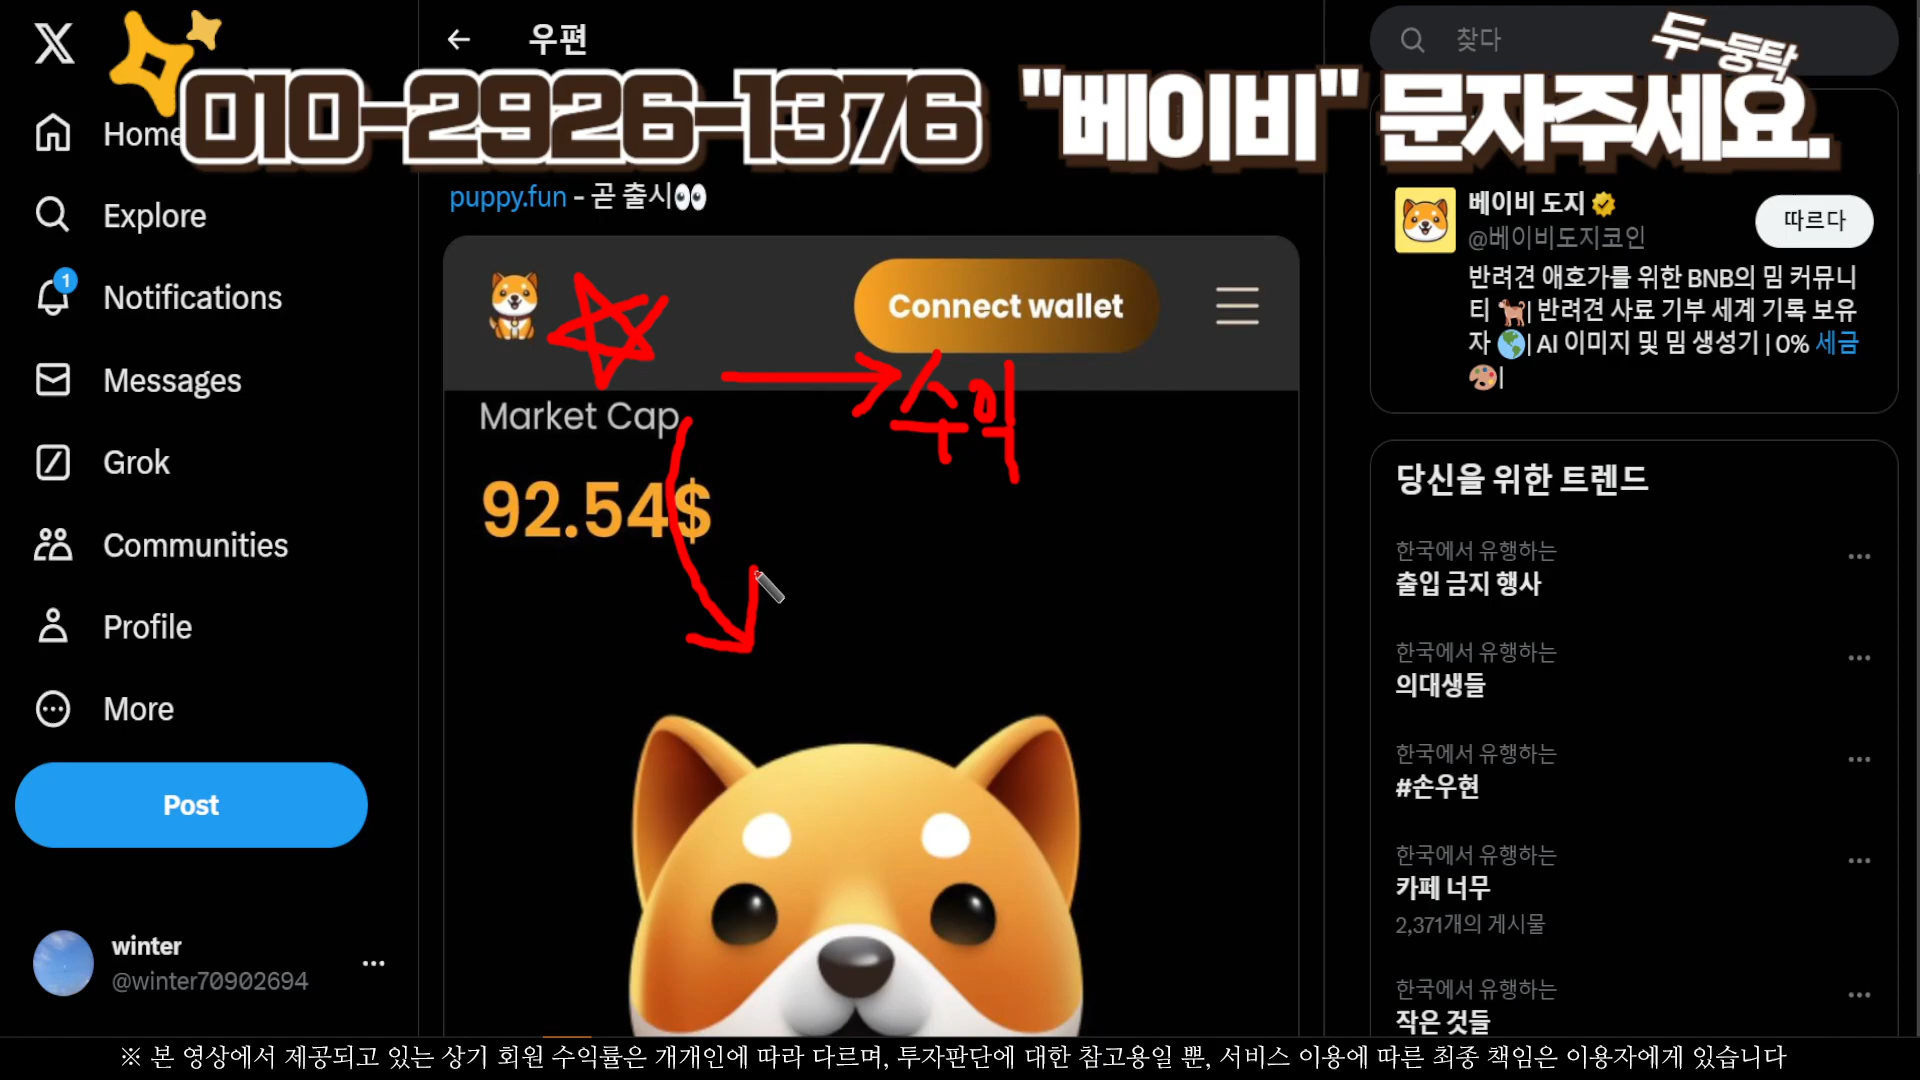 두-둥탁
010-2926-1376 "베이비" 문자주세요.
우편
찾다
Home
Explore
1
Notifications
Messages
Grok
Communities
Profile
More
Post
winter
@winter70902694
puppy.fun - 곧 출시👀
Connect wallet
수익
Market Cap
92.54$
베이비 도지
@베이비도지코인
따르다
반려견 애호가를 위한 BNB의 밈 커뮤니
티 🐕| 반려견 사료 기부 세계 기록 보유
자 🌎| AI 이미지 및 밈 생성기 | 0% 세금
🎨|
당신을 위한 트렌드
한국에서 유행하는
출입 금지 행사
한국에서 유행하는
의대생들
한국에서 유행하는
#손우현
한국에서 유행하는
카페 너무
2,371개의 게시물
한국에서 유행하는
작은 것들
※ 본 영상에서 제공되고 있는 상기 회원 수익률은 개개인에 따라 다르며, 투자판단에 대한 참고용일 뿐, 서비스 이용에 따른 최종 책임은 이용자에게 있습니다